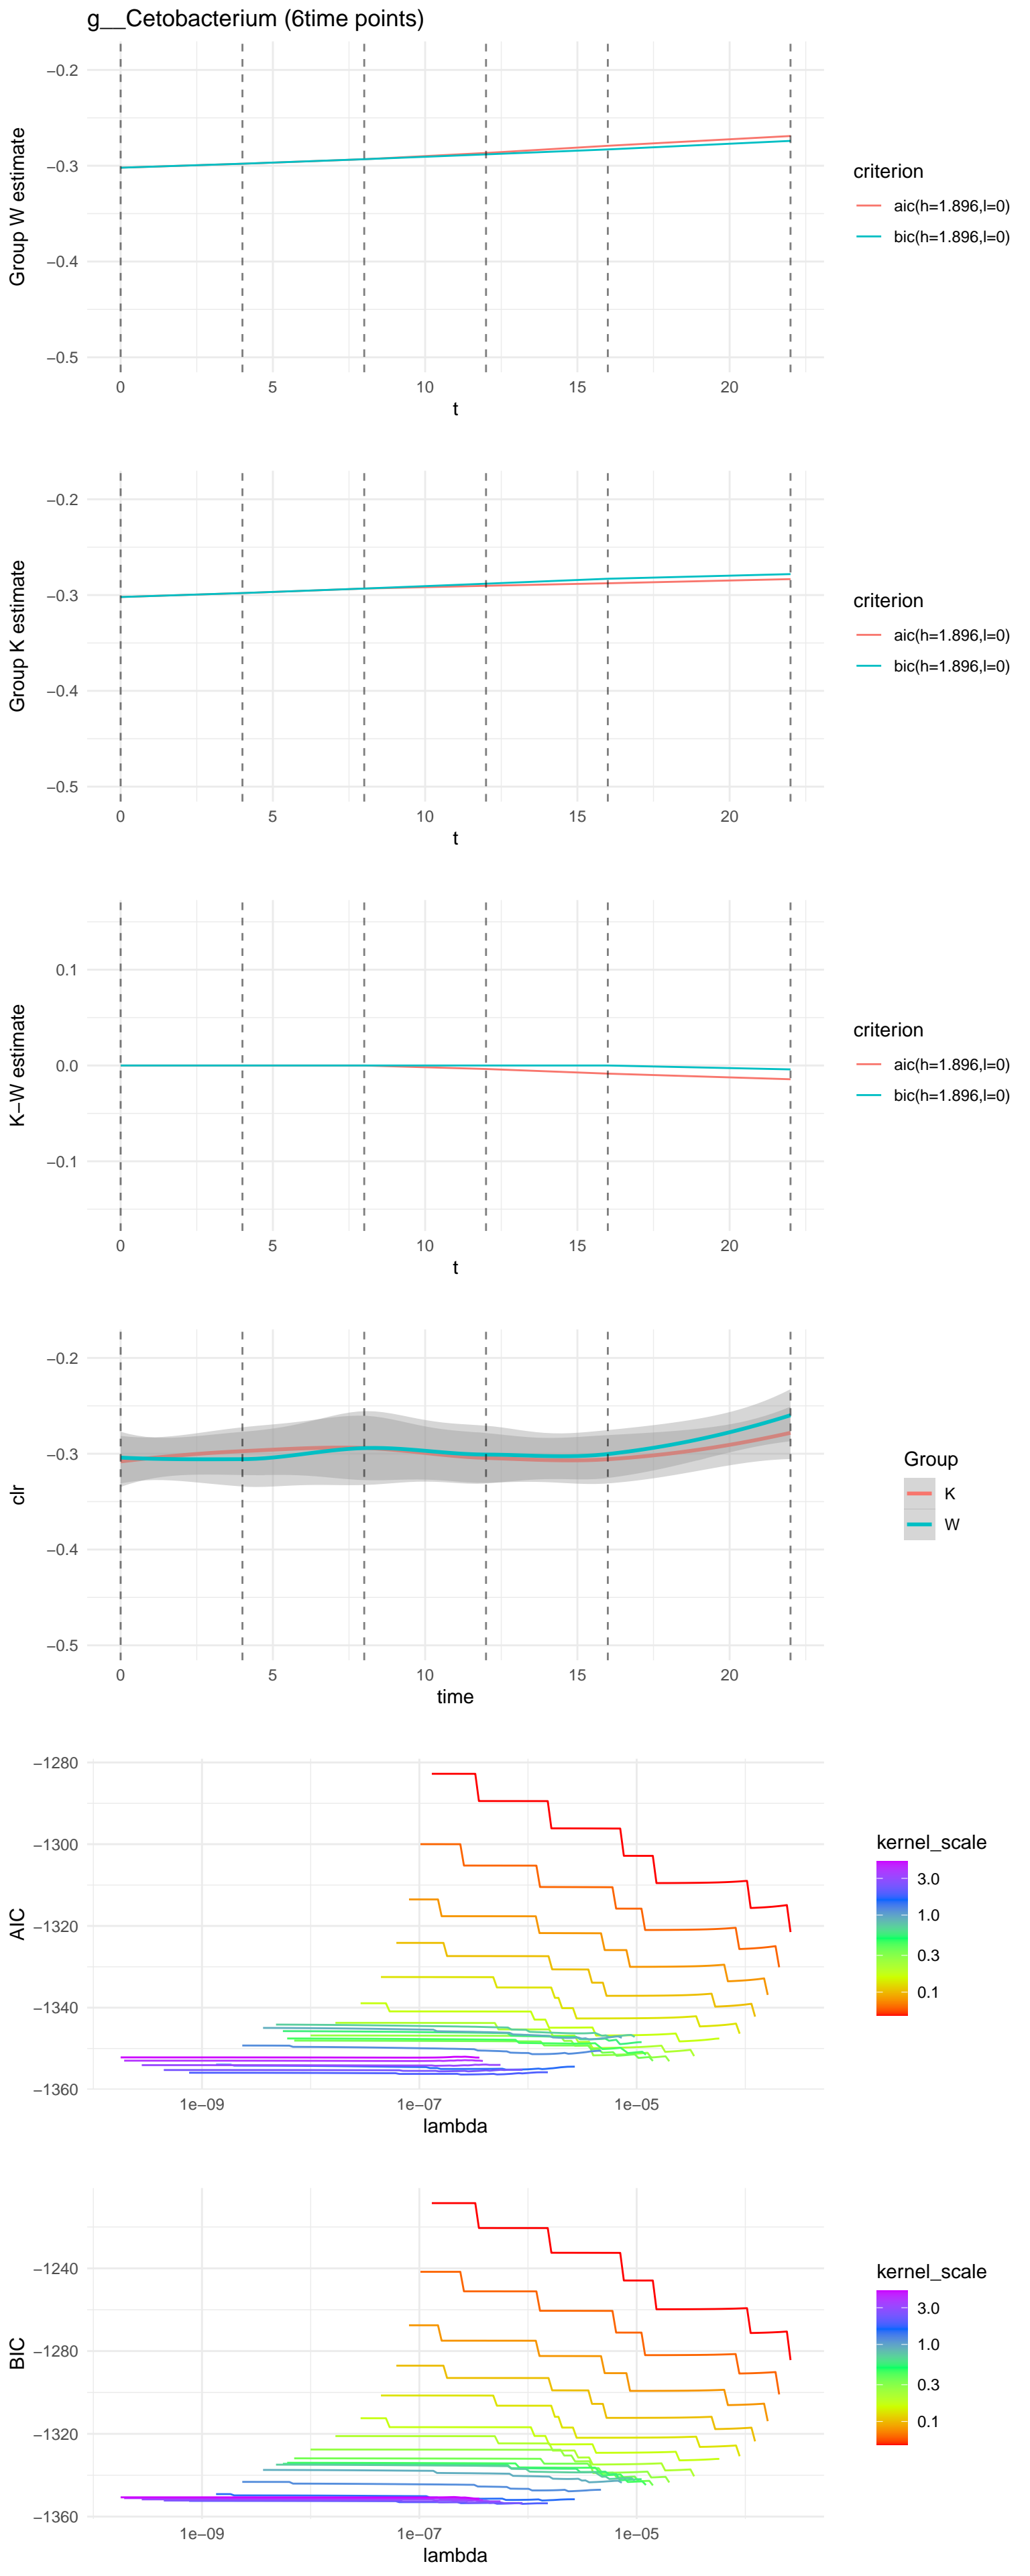 g__Cetobacterium (6time points)
−0.2
−0.3
−0.4
−0.5
Group W estimate
0 5 10 15 20
t
criterion
aic(h=1.896,l=0)
bic(h=1.896,l=0)
−0.2
−0.3
−0.4
−0.5
Group K estimate
0 5 10 15 20
t
criterion
aic(h=1.896,l=0)
bic(h=1.896,l=0)
0.1
0.0
−0.1
K−W estimate
0 5 10 15 20
t
criterion
aic(h=1.896,l=0)
bic(h=1.896,l=0)
−0.2
−0.3
−0.4
−0.5
clr
0 5 10 15 20
time
Group
K
W
−1280
−1300
−1320
−1340
−1360
AIC
1e−09 1e−07 1e−05
lambda
kernel_scale
3.0
1.0
0.3
0.1
−1240
−1280
−1320
−1360
BIC
1e−09 1e−07 1e−05
lambda
kernel_scale
3.0
1.0
0.3
0.1